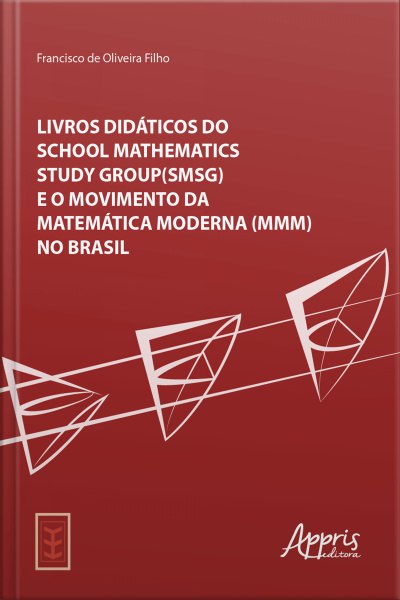 Francisco de Oliveira Filho
LIVROS DIDÁTICOS DO
SCHOOL MATHEMATICS
STUDY GROUP(SMSG)
E O MOVIMENTO DA
MATEMÁTICA MODERNA (MMM)
NO BRASIL
Appris
editora